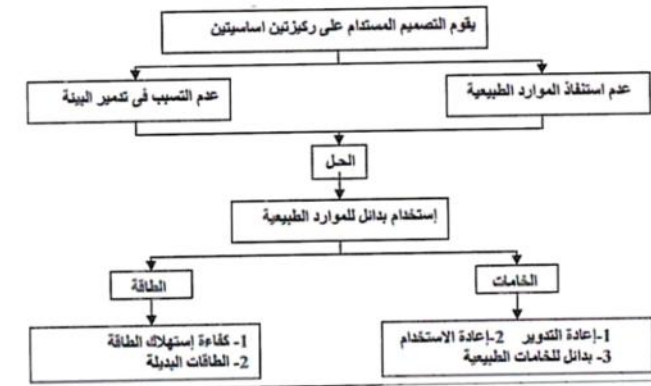 يقوم التصميم المستدام على ركيزتين اساسيتين
عدم استنفاذ الموارد الطبيعية
عدم التسبب فى تدمير البيئة
الحل
إستخدام بدائل للموارد الطبيعية
الخامات
الطاقة
1- إعادة التدوير 2- إعادة الاستخدام
3- بدائل للخامات الطبيعية
1- كفاءة إستهلاك الطاقة
2- الطاقات البديلة